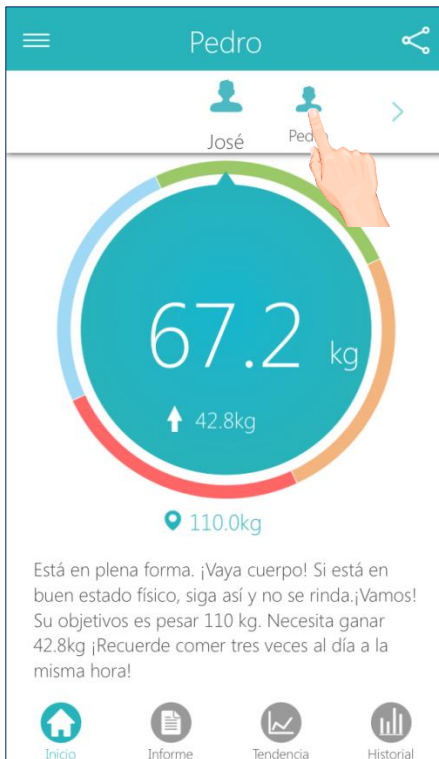 Pedro
José
67.2 kg
42.8kg
110.0kg
Está en plena forma. ¡Vaya cuerpo! Si está en
buen estado físico, siga así y no se rinda.¡Vamos!
Su objetivos es pesar 110 kg. Necesita ganar
42.8kg ¡Recuerde comer tres veces al día a la
misma hora!
Inicio Informe Tendencia Historial